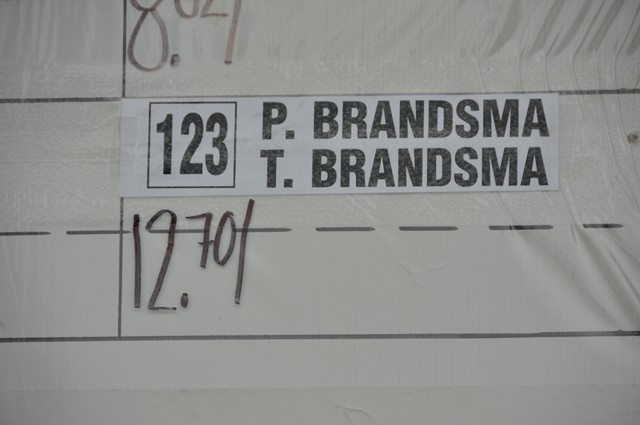 123 P. BRANDSMA
T. BRANDSMA
12.70/